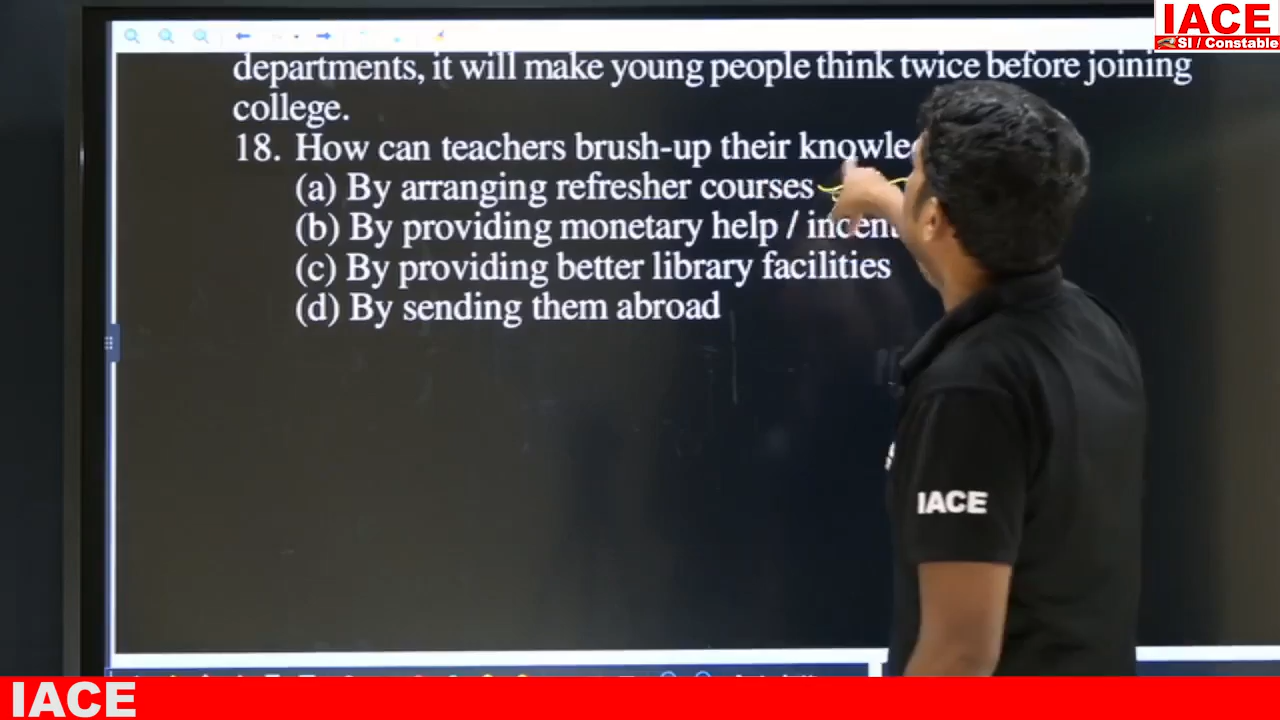 IACE
SI / Constable
departments, it will make young people think twice before joining
college.
18. How can teachers brush-up their
(a) By arranging refresher courses
(b) By providing monetary help /
(c) By providing better library facilities
(d) By sending them abroad
IACE
IACE